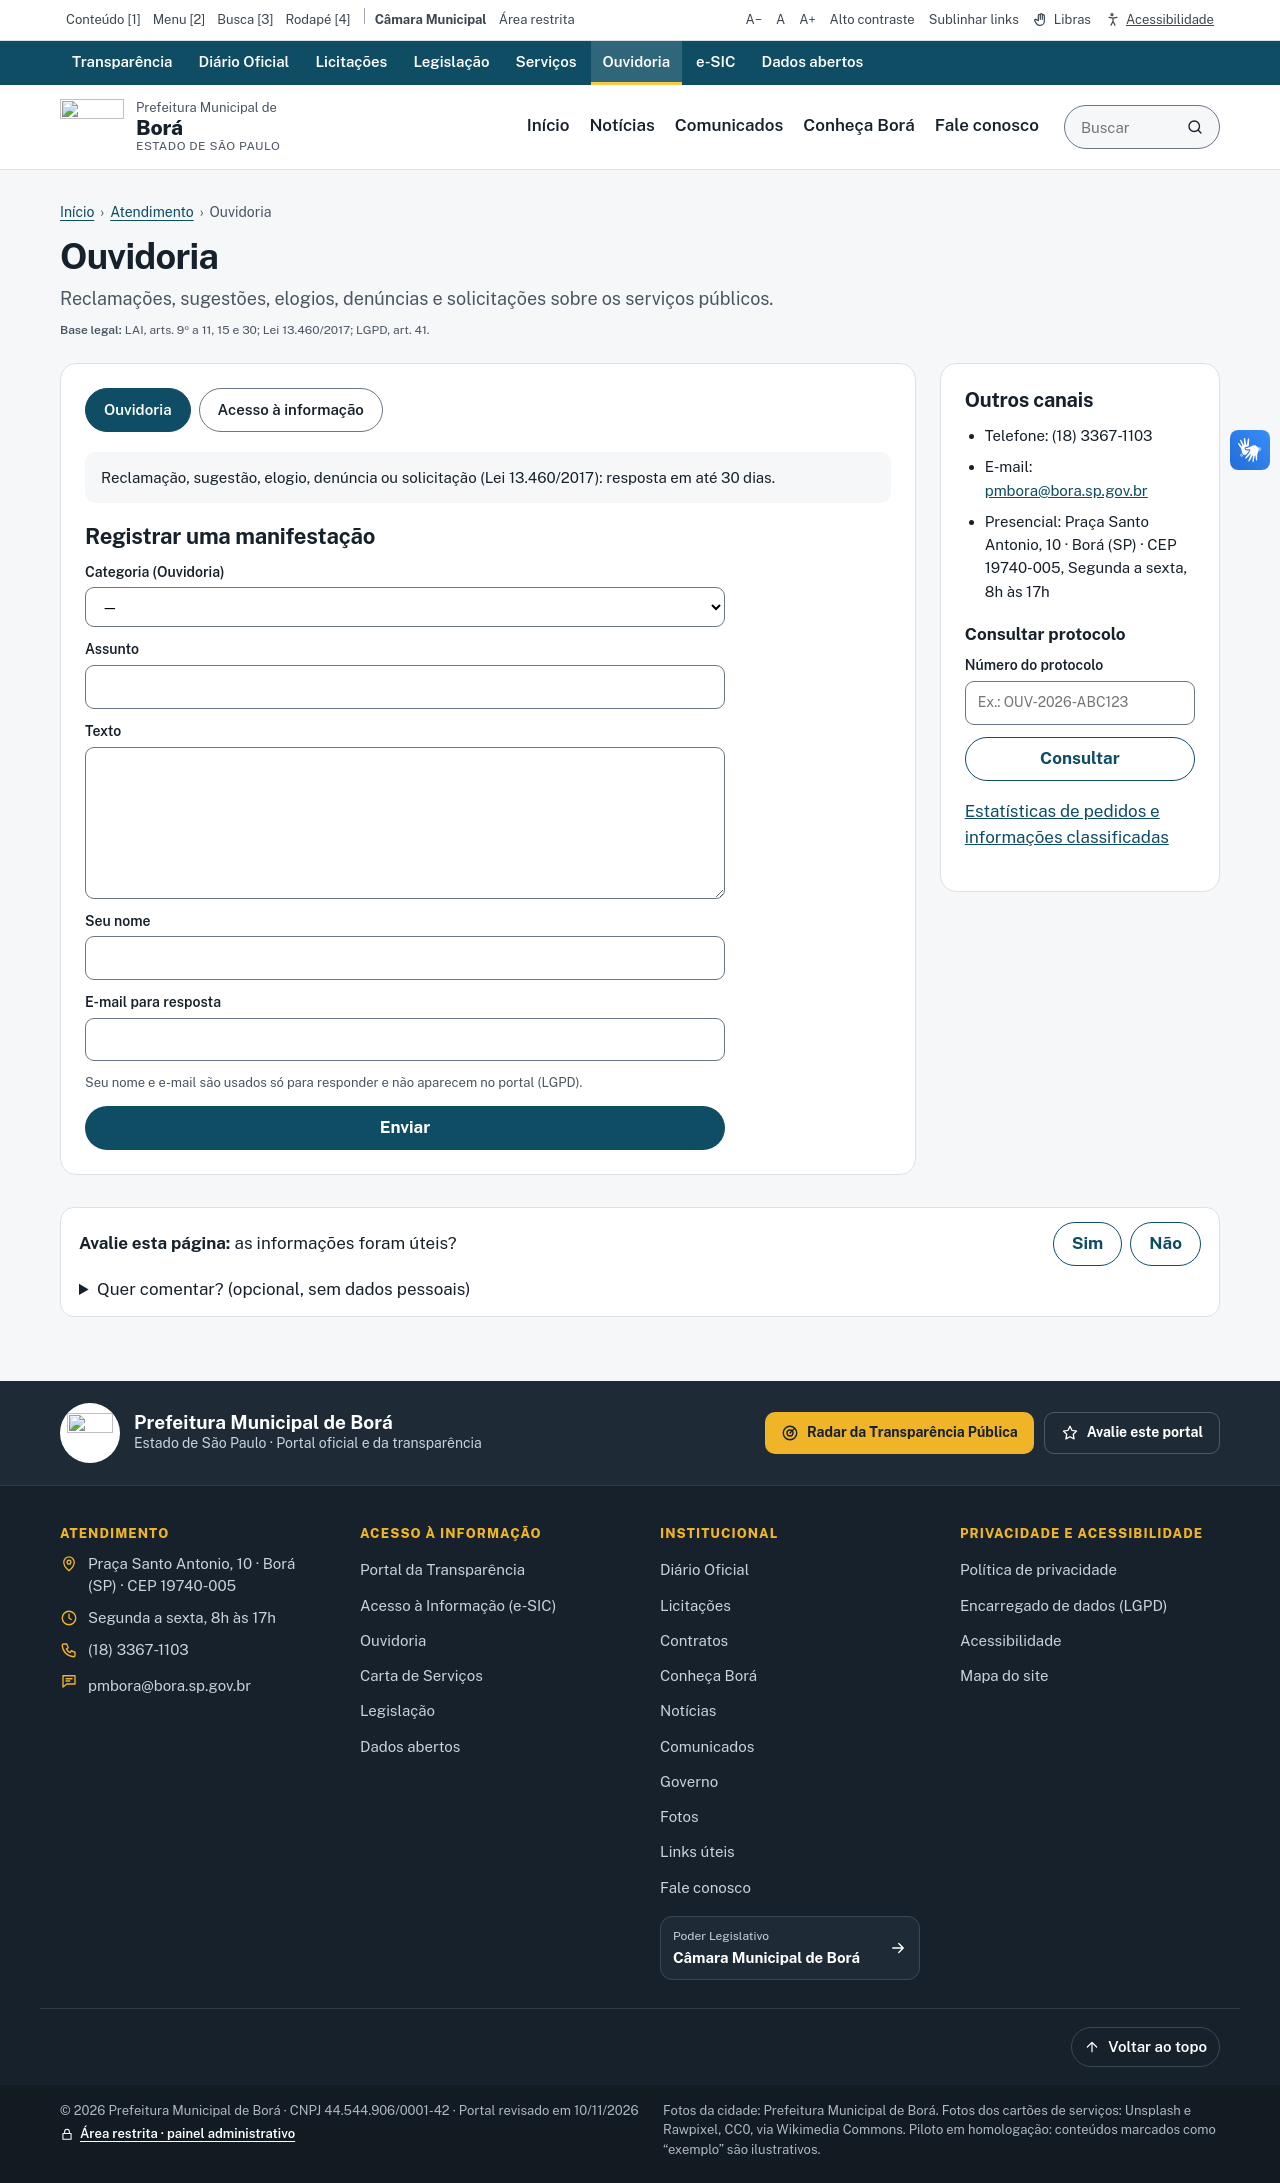 Conteúdo [1] Menu [2] Busca [3] Rodapé [4] Câmara Municipal Área restrita A− A A+ Alto contraste Sublinhar links Libras Acessibilidade
Transparência Diário Oficial Licitações Legislação Serviços Ouvidoria e-SIC Dados abertos
Prefeitura Municipal de
Borá
ESTADO DE SÃO PAULO
Início Notícias Comunicados Conheça Borá Fale conosco Buscar
Início › Atendimento › Ouvidoria
Ouvidoria
Reclamações, sugestões, elogios, denúncias e solicitações sobre os serviços públicos.
Base legal: LAI, arts. 9º a 11, 15 e 30; Lei 13.460/2017; LGPD, art. 41.
Ouvidoria Acesso à informação
Reclamação, sugestão, elogio, denúncia ou solicitação (Lei 13.460/2017): resposta em até 30 dias.
Registrar uma manifestação
Categoria (Ouvidoria)
—
Assunto
Texto
Seu nome
E-mail para resposta
Seu nome e e-mail são usados só para responder e não aparecem no portal (LGPD).
Enviar
Outros canais
Telefone: (18) 3367-1103
E-mail:
pmbora@bora.sp.gov.br
Presencial: Praça Santo
Antonio, 10 · Borá (SP) · CEP
19740-005, Segunda a sexta,
8h às 17h
Consultar protocolo
Número do protocolo
Ex.: OUV-2026-ABC123
Consultar
Estatísticas de pedidos e
informações classificadas
Avalie esta página: as informações foram úteis? Sim Não
Quer comentar? (opcional, sem dados pessoais)
Prefeitura Municipal de Borá
Estado de São Paulo · Portal oficial e da transparência
Radar da Transparência Pública Avalie este portal
ATENDIMENTO
Praça Santo Antonio, 10 · Borá
(SP) · CEP 19740-005
Segunda a sexta, 8h às 17h
(18) 3367-1103
pmbora@bora.sp.gov.br
ACESSO À INFORMAÇÃO
Portal da Transparência
Acesso à Informação (e-SIC)
Ouvidoria
Carta de Serviços
Legislação
Dados abertos
INSTITUCIONAL
Diário Oficial
Licitações
Contratos
Conheça Borá
Notícias
Comunicados
Governo
Fotos
Links úteis
Fale conosco
Poder Legislativo
Câmara Municipal de Borá
PRIVACIDADE E ACESSIBILIDADE
Política de privacidade
Encarregado de dados (LGPD)
Acessibilidade
Mapa do site
Voltar ao topo
© 2026 Prefeitura Municipal de Borá · CNPJ 44.544.906/0001-42 · Portal revisado em 10/11/2026
Área restrita · painel administrativo
Fotos da cidade: Prefeitura Municipal de Borá. Fotos dos cartões de serviços: Unsplash e
Rawpixel, CC0, via Wikimedia Commons. Piloto em homologação: conteúdos marcados como
“exemplo” são ilustrativos.